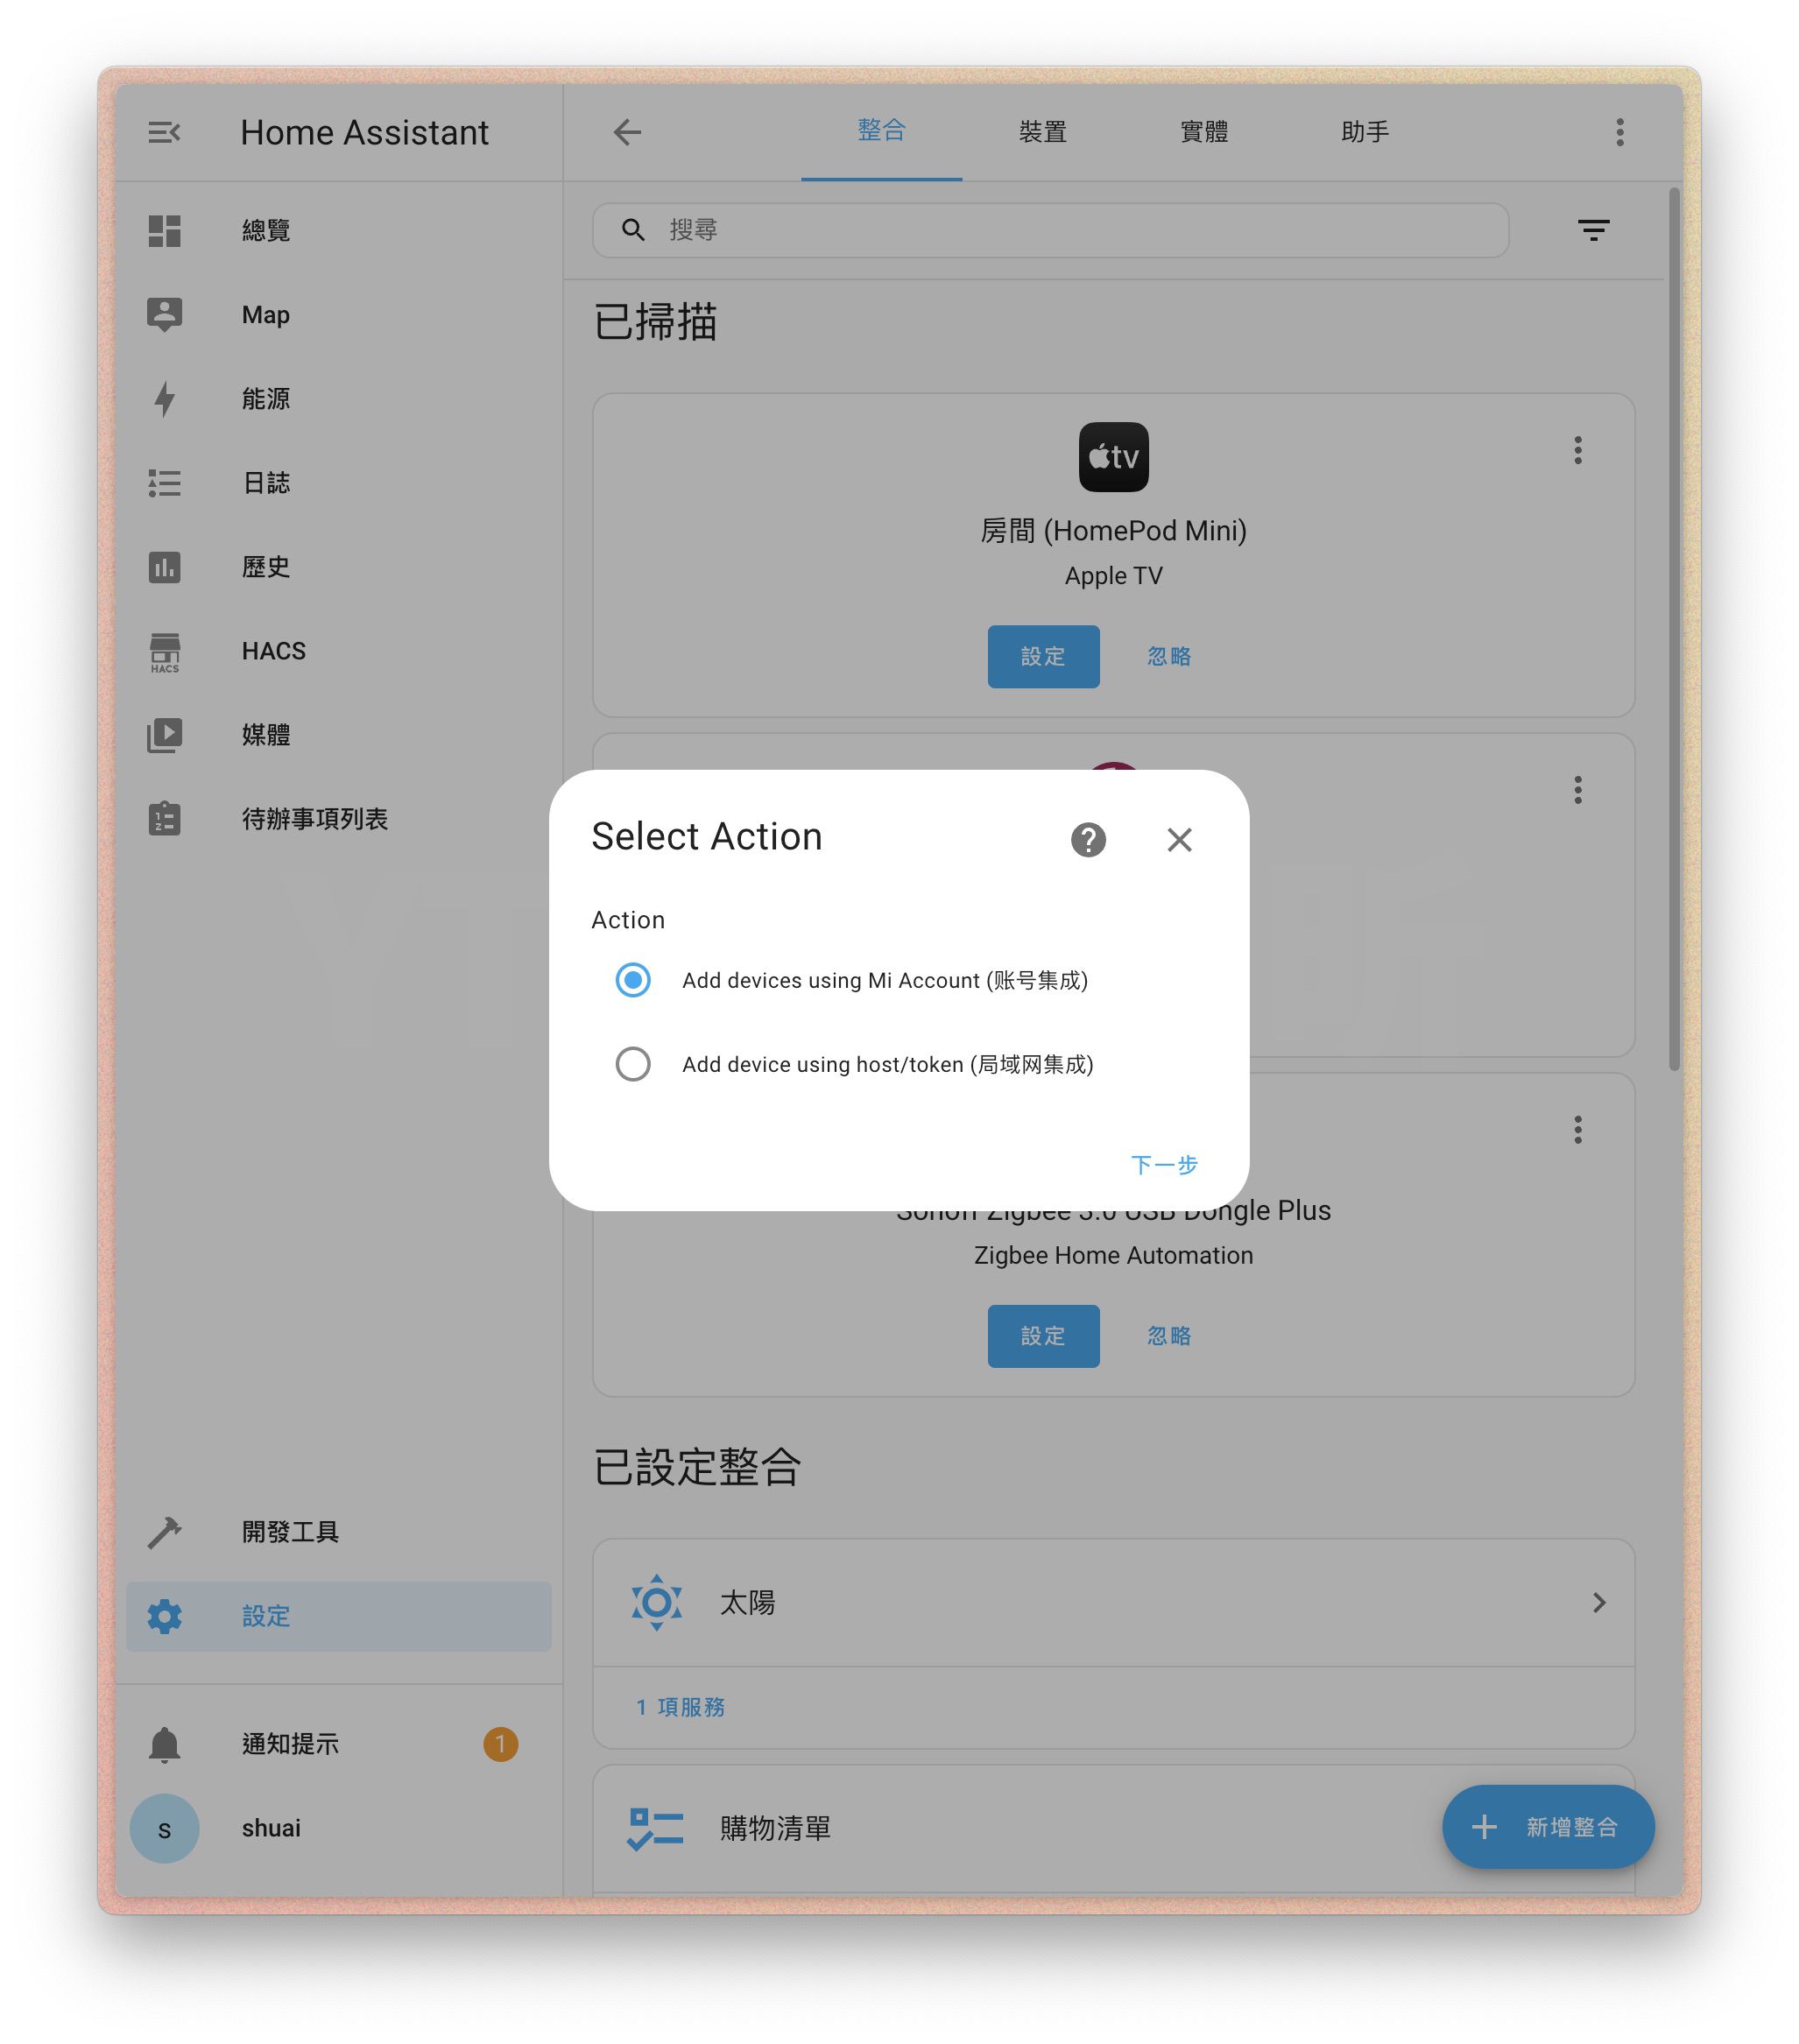 Home Assistant
整合
裝置
實體
助手
總覽
Map
能源
日誌
歷史
HACS
HACS
媒體
待辦事項列表
開發工具
設定
通知提示
1
s
shuai
搜尋
已掃描
tv
房間 (HomePod Mini)
Apple TV
設定
忽略
Select Action
Action
Add devices using Mi Account (账号集成)
Add device using host/token (局域网集成)
下一步
Sonoff Zigbee 3.0 USB Dongle Plus
Zigbee Home Automation
設定
忽略
已設定整合
太陽
1 項服務
購物清單
新增整合